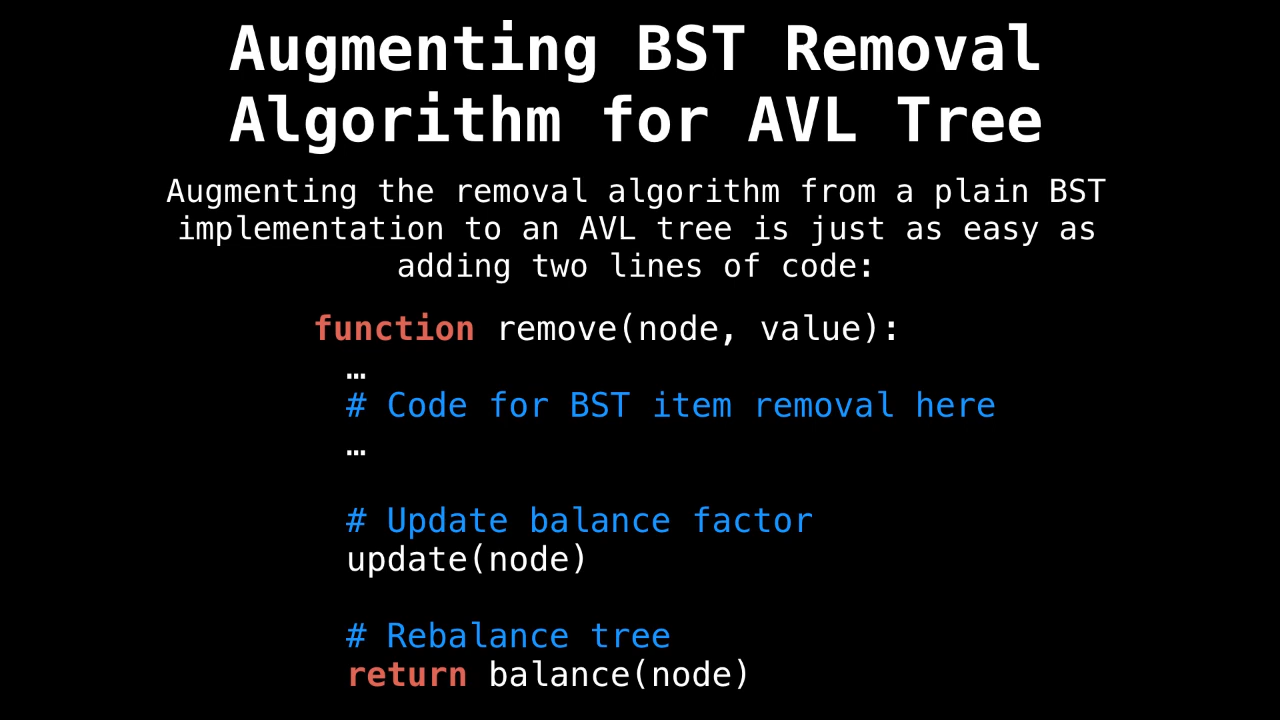 Augmenting BST Removal
Algorithm for AVL Tree
Augmenting the removal algorithm from a plain BST
implementation to an AVL tree is just as easy as
adding two lines of code:
function remove(node, value):
…
# Code for BST item removal here
…
# Update balance factor
update(node)
# Rebalance tree
return balance(node)